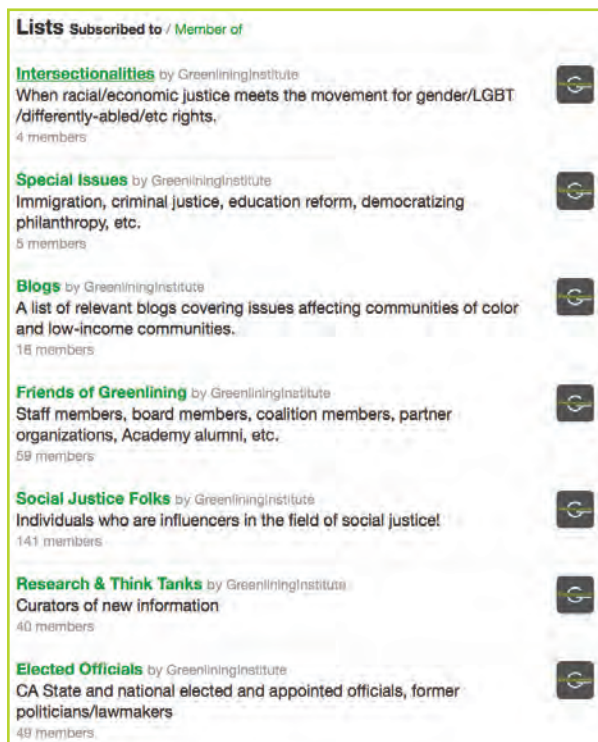 Lists Subscribed to / Member of
Intersectionalities by GreenliningInstitute
When racial/economic justice meets the movement for gender/LGBT
/differently-abled/etc rights.
4 members
Special Issues by GreenliningInstitute
Immigration, criminal justice, education reform, democratizing
philanthropy, etc.
5 members
Blogs by GreenliningInstitute
A list of relevant blogs covering issues affecting communities of color
and low-income communities.
16 members
Friends of Greenlining by GreenliningInstitute
Staff members, board members, coalition members, partner
organizations, Academy alumni, etc.
59 members
Social Justice Folks by GreenliningInstitute
Individuals who are influencers in the field of social justice!
141 members
Research & Think Tanks by GreenliningInstitute
Curators of new information
40 members
Elected Officials by GreenliningInstitute
CA State and national elected and appointed officials, former
politicians/lawmakers
49 members